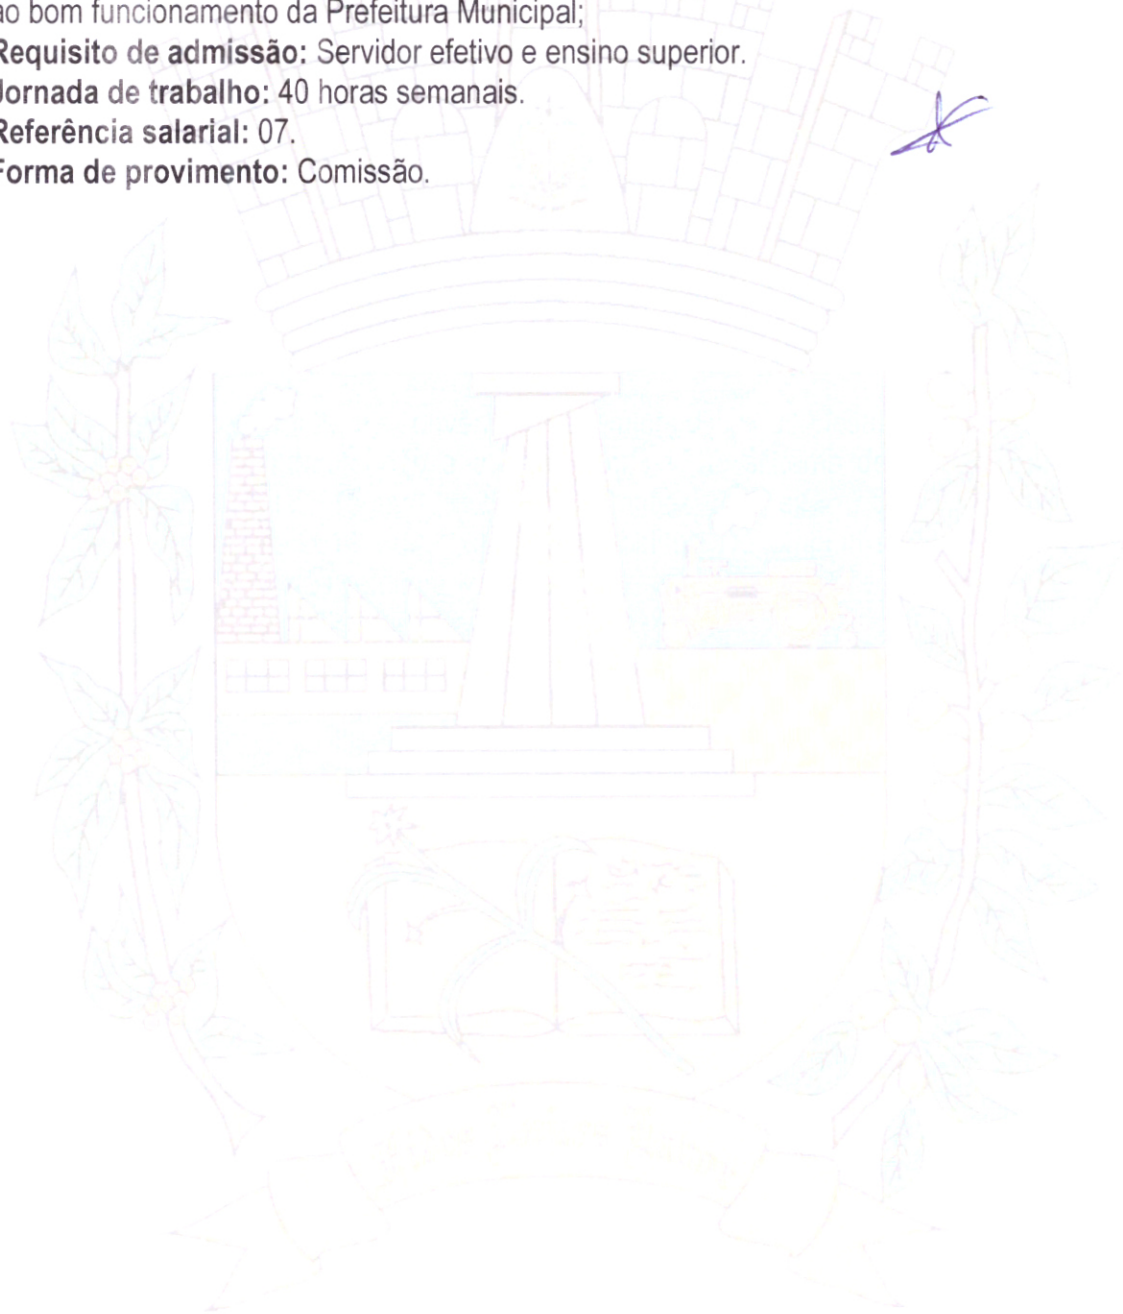 ao bom funcionamento da Prefeitura Municipal;
Requisito de admissão: Servidor efetivo e ensino superior.
Jornada de trabalho: 40 horas semanais.
Referência salarial: 07.
Forma de provimento: Comissão.